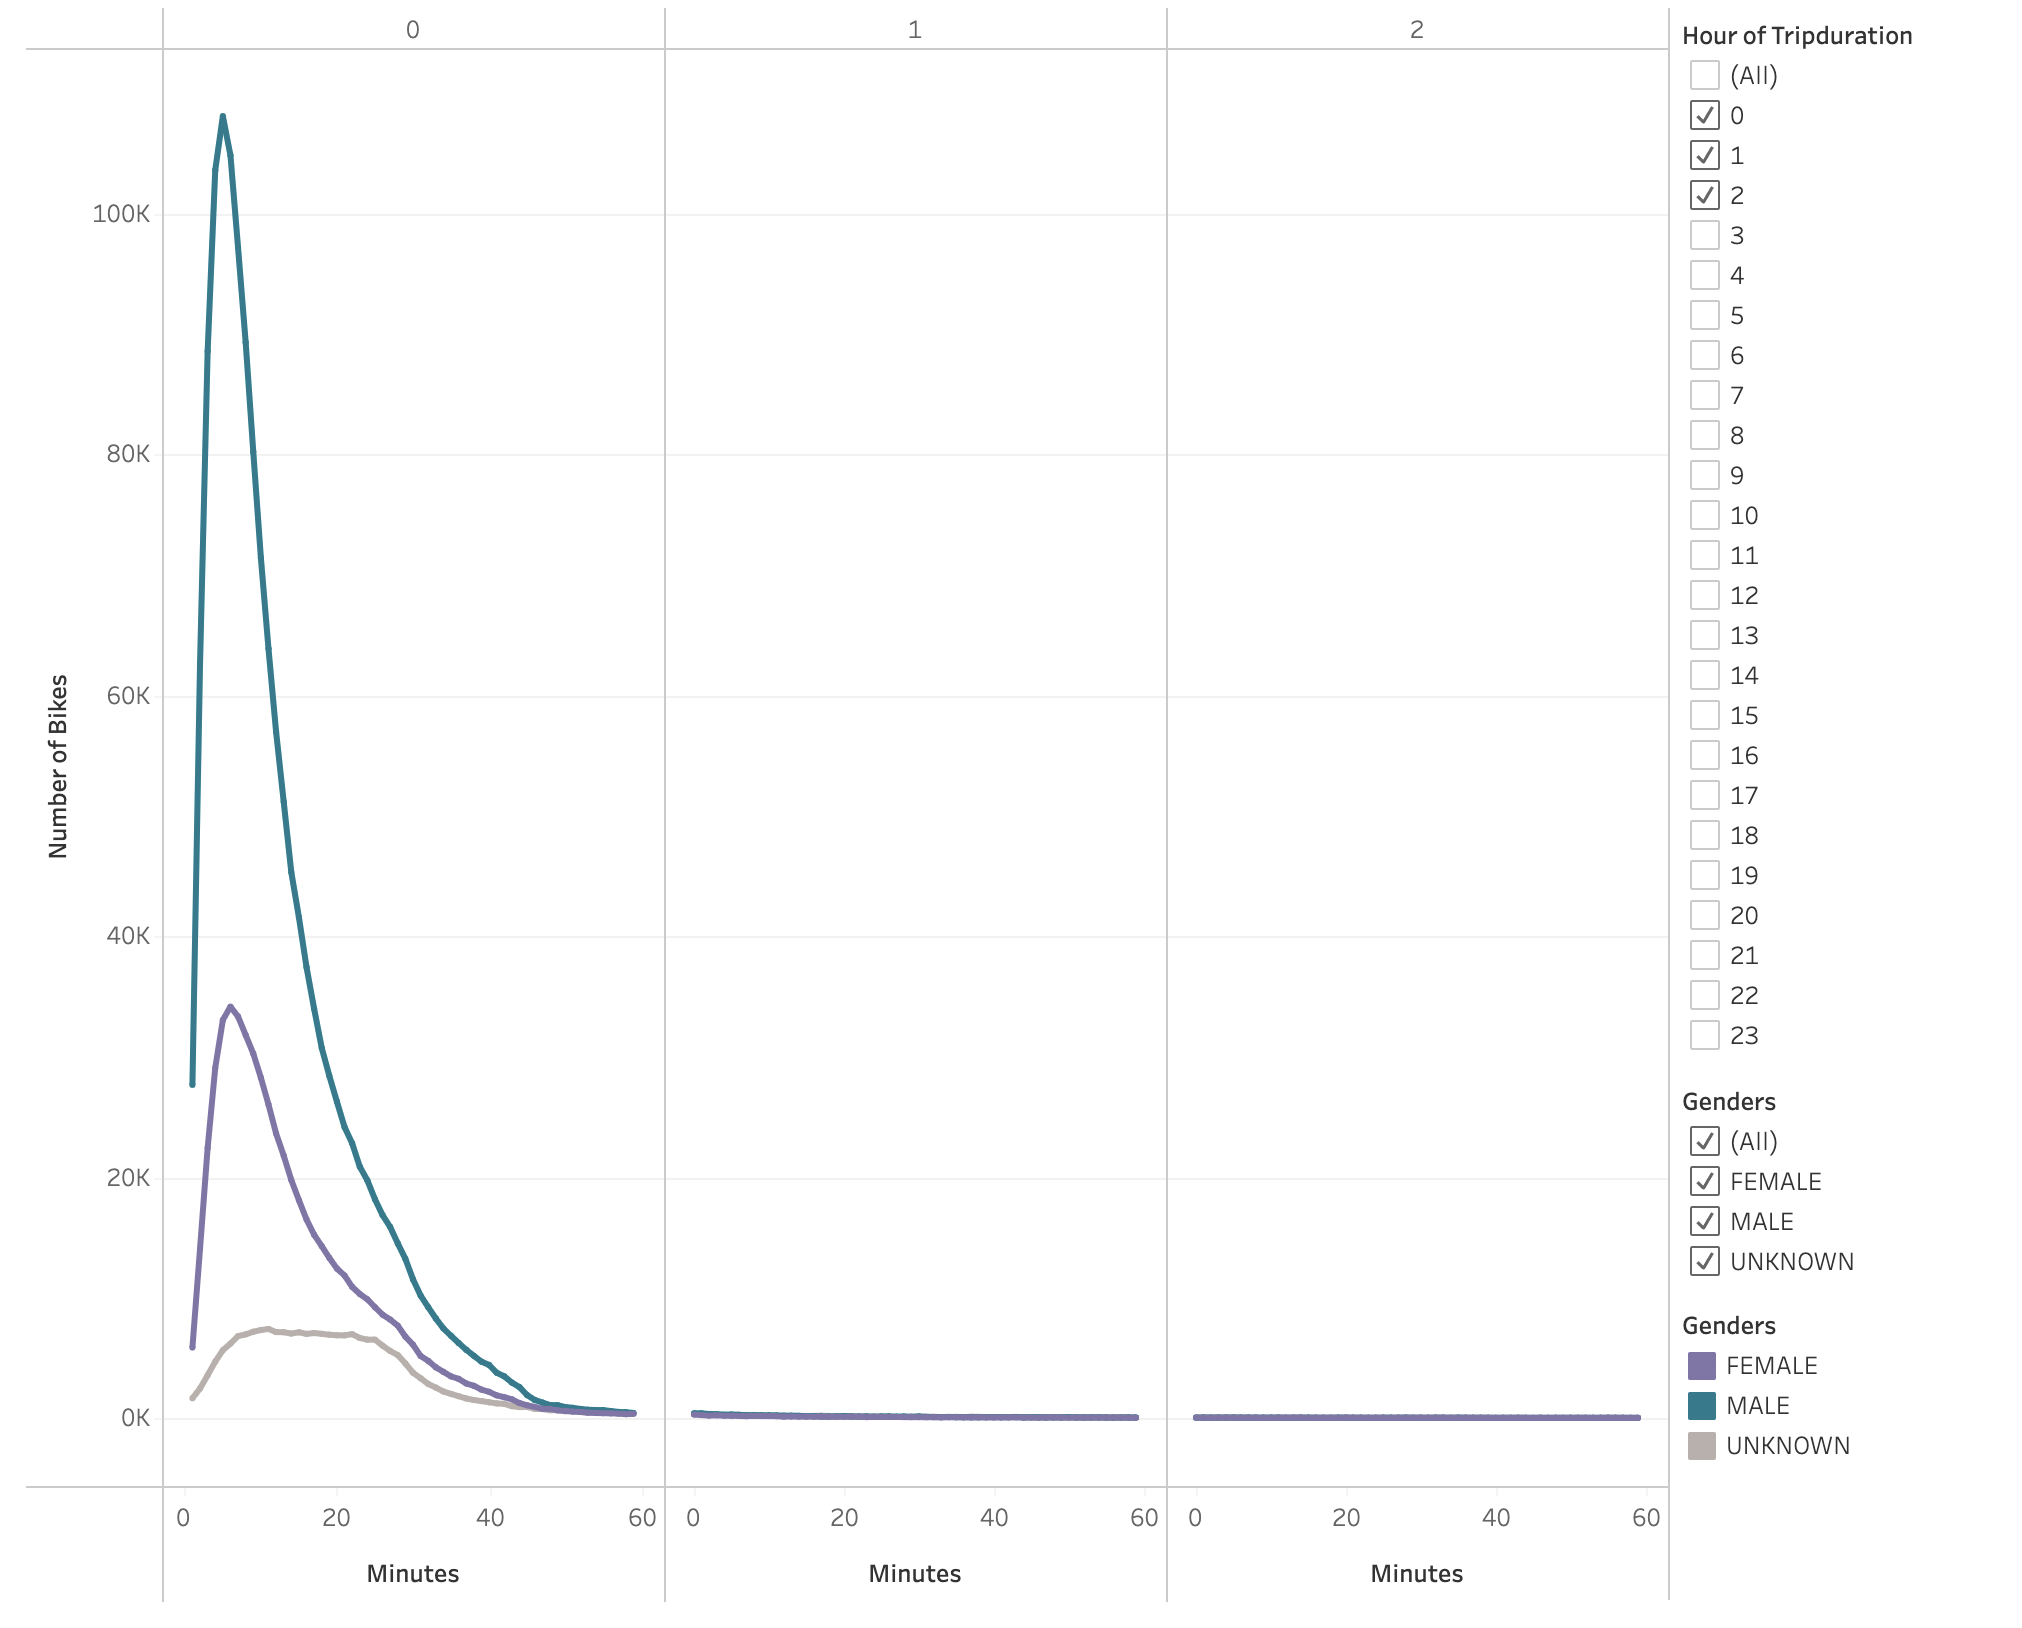 0 1 2
100K
80K
60K
40K
20K
0K
Number of Bikes
0 20 40 60 0 20 40 60 0 20 40 60
Minutes Minutes Minutes
Hour of Tripduration
(All)
0
1
2
3
4
5
6
7
8
9
10
11
12
13
14
15
16
17
18
19
20
21
22
23
Genders
(All)
FEMALE
MALE
UNKNOWN
Genders
FEMALE
MALE
UNKNOWN